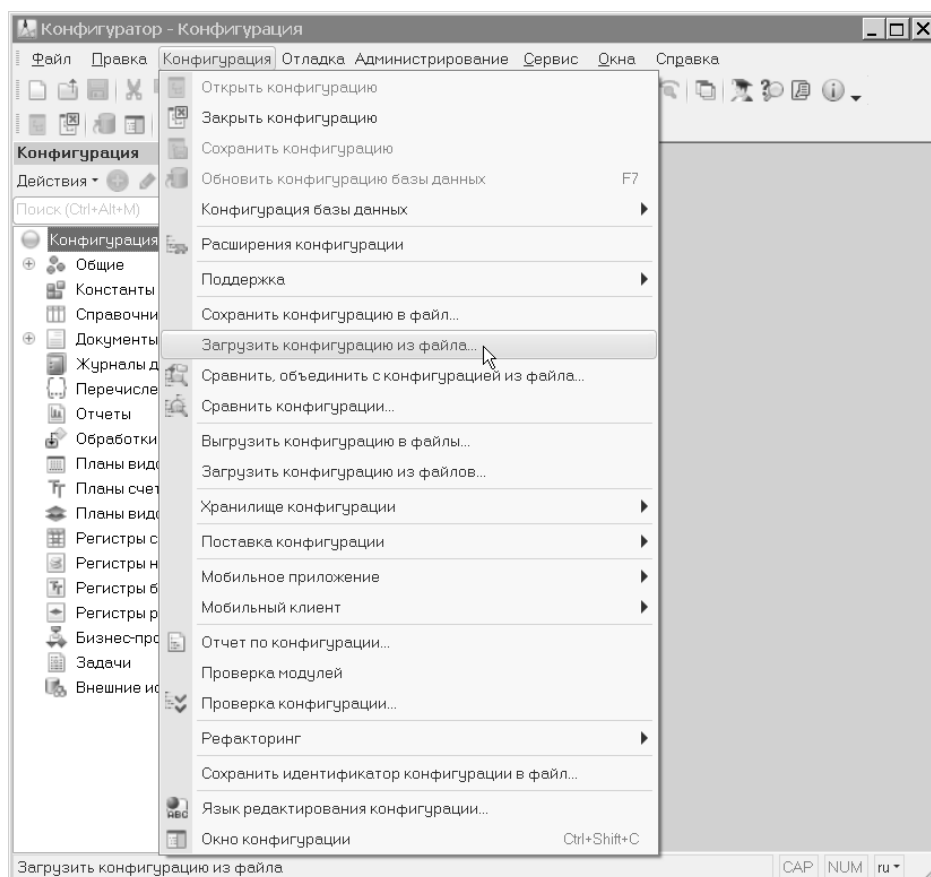 Конфигуратор - Конфигурация
Файл Правка Конфигурация Отладка Администрирование Сервис Окна Справка
Конфигурация
Действия
Поиск (Ctrl+Alt+M)
Конфигурация
Общие
Константы
Справочни
Документы
Журналы д
Перечисле
Отчеты
Обработки
Планы видо
Планы счет
Планы видо
Регистры с
Регистры н
Регистры б
Регистры р
Бизнес-про
Задачи
Внешние ис
Открыть конфигурацию
Закрыть конфигурацию
Сохранить конфигурацию
Обновить конфигурацию базы данных F7
Конфигурация базы данных
Расширения конфигурации
Поддержка
Сохранить конфигурацию в файл...
Загрузить конфигурацию из файла...
Сравнить, объединить с конфигурацией из файла...
Сравнить конфигурации...
Выгрузить конфигурацию в файлы...
Загрузить конфигурацию из файлов...
Хранилище конфигурации
Поставка конфигурации
Мобильное приложение
Мобильный клиент
Отчет по конфигурации...
Проверка модулей
Проверка конфигурации...
Рефакторинг
Сохранить идентификатор конфигурации в файл...
Язык редактирования конфигурации...
Окно конфигурации Ctrl+Shift+C
Загрузить конфигурацию из файла
CAP NUM ru